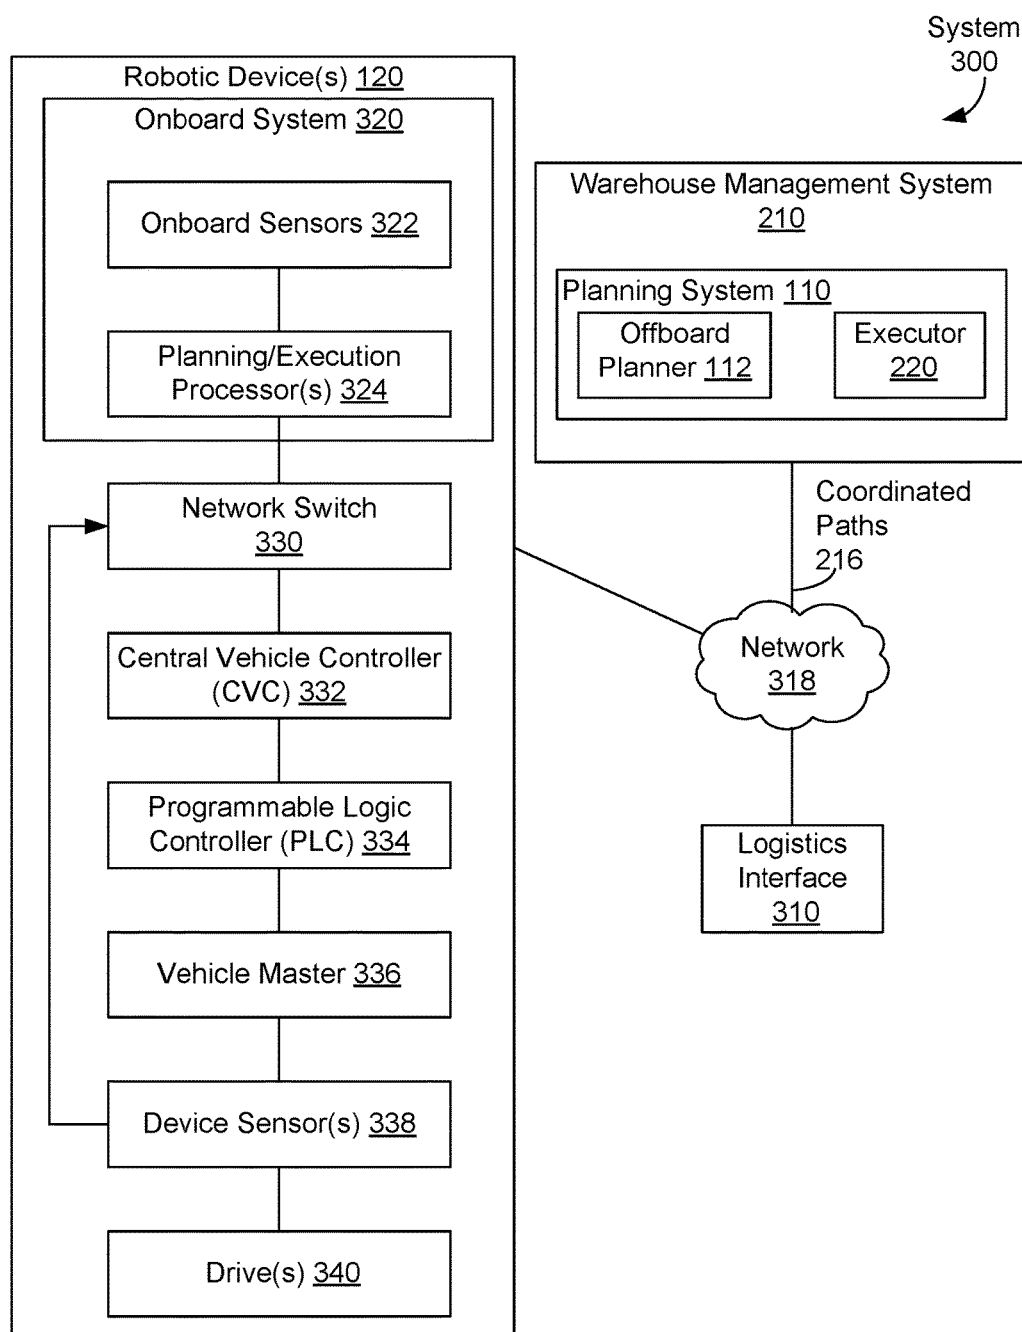 System
300
Robotic Device(s) 120
Onboard System 320
Onboard Sensors 322
Planning/Execution
Processor(s) 324
Network Switch
330
Central Vehicle Controller
(CVC) 332
Programmable Logic
Controller (PLC) 334
Vehicle Master 336
Device Sensor(s) 338
Drive(s) 340
Warehouse Management System
210
Planning System 110
Offboard
Planner 112
Executor
220
Coordinated
Paths
216
Network
318
Logistics
Interface
310